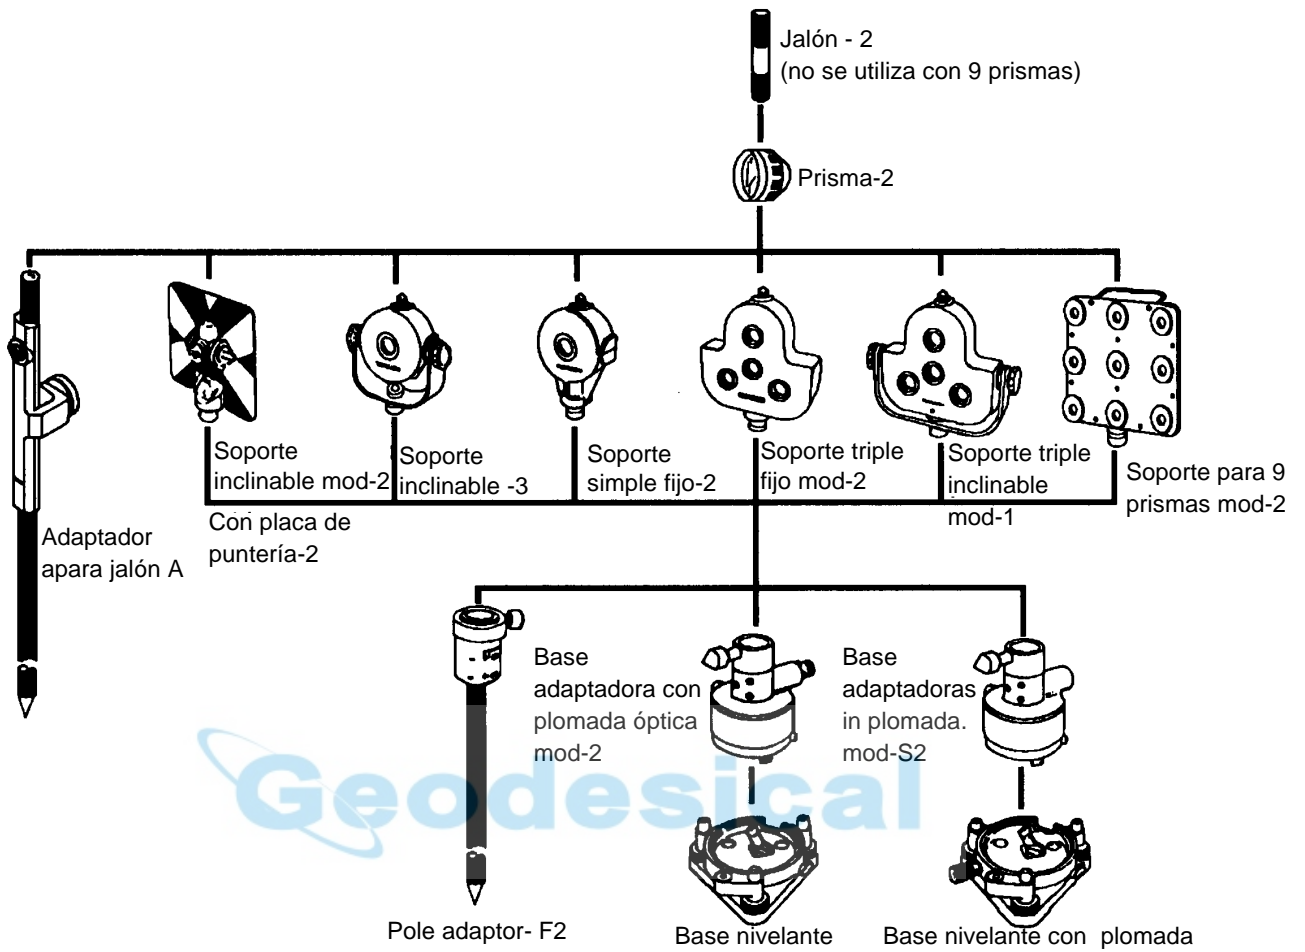 Jalón - 2
(no se utiliza con 9 prismas)
Prisma-2
Soporte
inclinable mod-2
Con placa de
puntería-2
Soporte
inclinable -3
Soporte
simple fijo-2
Soporte triple
fijo mod-2
Soporte triple
inclinable
mod-1
Soporte para 9
prismas mod-2
Adaptador
apara jalón A
Base
adaptadora con
plomada óptica
mod-2
Base
adaptadoras
in plomada.
mod-S2
Geodesical
Pole adaptor- F2
Base nivelante
Base nivelante con plomada